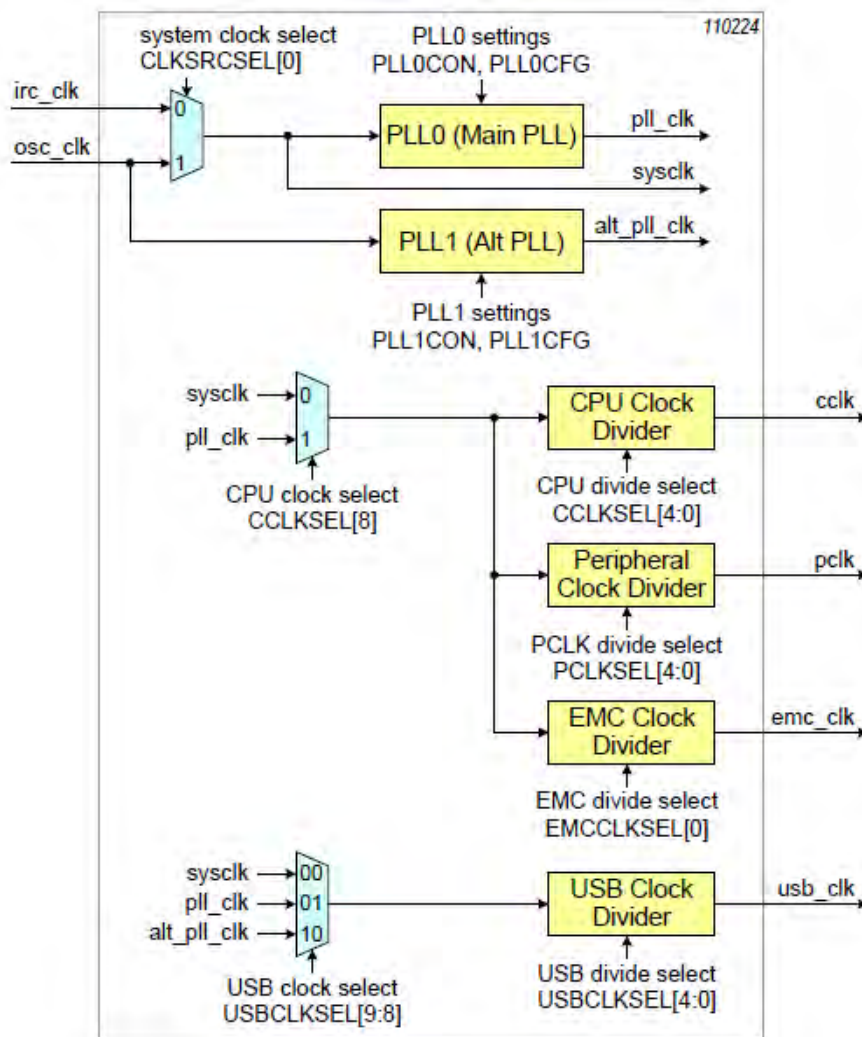 110224
system clock select
CLKSRCSEL[0]
PLL0 settings
PLL0CON, PLL0CFG
irc_clk
0
osc_clk
1
PLL0 (Main PLL)
pll_clk
sysclk
PLL1 (Alt PLL)
alt_pll_clk
PLL1 settings
PLL1CON, PLL1CFG
sysclk
0
pll_clk
1
CPU clock select
CCLKSEL[8]
CPU Clock
Divider
cclk
CPU divide select
CCLKSEL[4:0]
Peripheral
Clock Divider
pclk
PCLK divide select
PCLKSEL[4:0]
EMC Clock
Divider
emc_clk
EMC divide select
EMCCLKSEL[0]
sysclk
00
pll_clk
01
alt_pll_clk
10
USB clock select
USBCLKSEL[9:8]
USB Clock
Divider
usb_clk
USB divide select
USBCLKSEL[4:0]